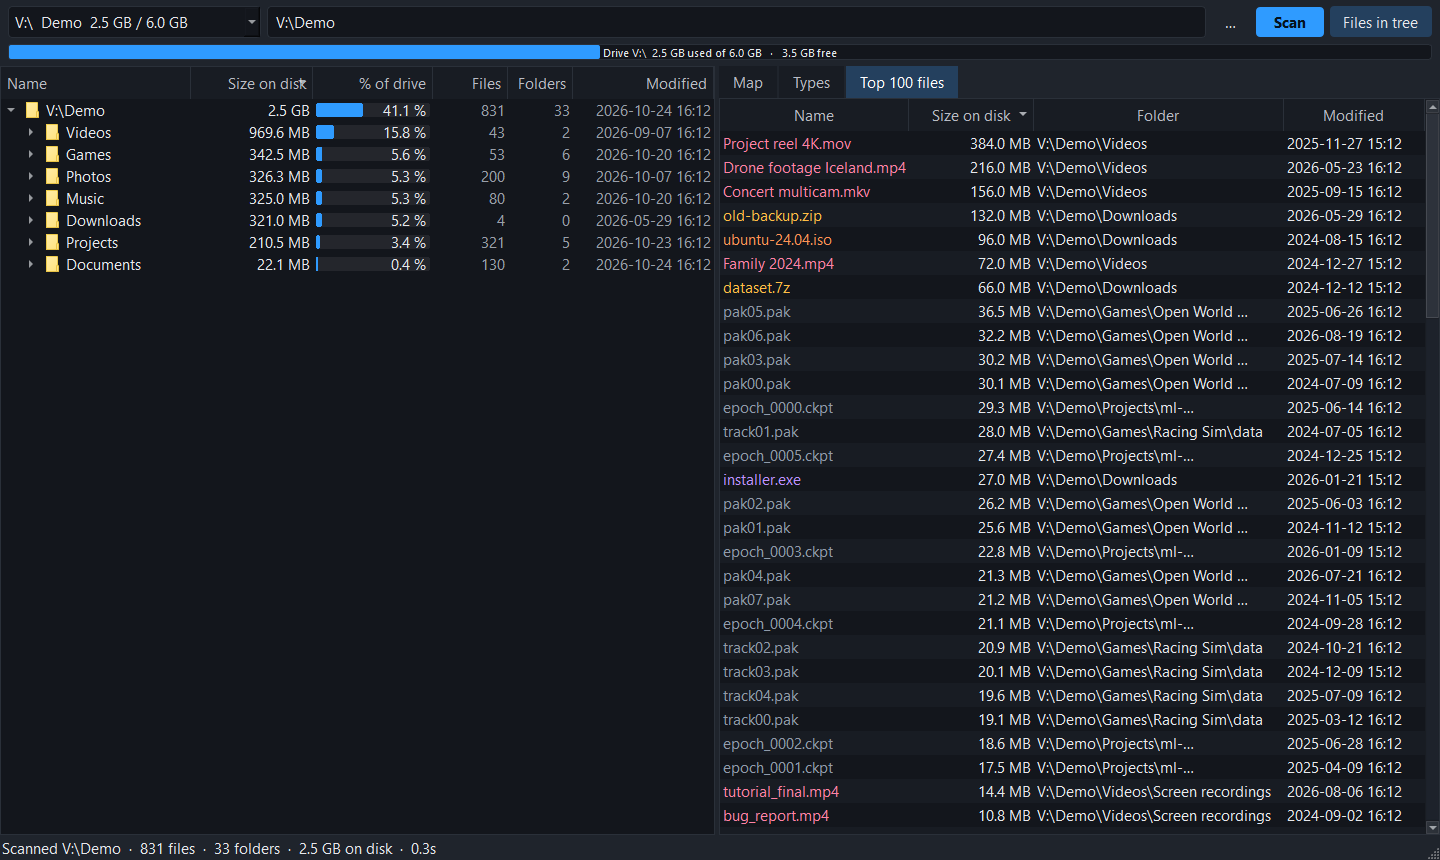 V:\ Demo 2.5 GB / 6.0 GB V:\Demo ... Scan Files in tree
Drive V:\ 2.5 GB used of 6.0 GB · 3.5 GB free
Name Size on disk % of drive Files Folders Modified
V:\Demo 2.5 GB 41.1 % 831 33 2026-10-24 16:12
Videos 969.6 MB 15.8 % 43 2 2026-09-07 16:12
Games 342.5 MB 5.6 % 53 6 2026-10-20 16:12
Photos 326.3 MB 5.3 % 200 9 2026-10-07 16:12
Music 325.0 MB 5.3 % 80 2 2026-10-20 16:12
Downloads 321.0 MB 5.2 % 4 0 2026-05-29 16:12
Projects 210.5 MB 3.4 % 321 5 2026-10-23 16:12
Documents 22.1 MB 0.4 % 130 2 2026-10-24 16:12
Map Types Top 100 files
Name Size on disk Folder Modified
Project reel 4K.mov 384.0 MB V:\Demo\Videos 2025-11-27 15:12
Drone footage Iceland.mp4 216.0 MB V:\Demo\Videos 2026-05-23 16:12
Concert multicam.mkv 156.0 MB V:\Demo\Videos 2025-09-15 16:12
old-backup.zip 132.0 MB V:\Demo\Downloads 2026-05-29 16:12
ubuntu-24.04.iso 96.0 MB V:\Demo\Downloads 2024-08-15 16:12
Family 2024.mp4 72.0 MB V:\Demo\Videos 2024-12-27 15:12
dataset.7z 66.0 MB V:\Demo\Downloads 2024-12-12 15:12
pak05.pak 36.5 MB V:\Demo\Games\Open World ... 2025-06-26 16:12
pak06.pak 32.2 MB V:\Demo\Games\Open World ... 2026-08-19 16:12
pak03.pak 30.2 MB V:\Demo\Games\Open World ... 2025-07-14 16:12
pak00.pak 30.1 MB V:\Demo\Games\Open World ... 2024-07-09 16:12
epoch_0000.ckpt 29.3 MB V:\Demo\Projects\ml-... 2025-06-14 16:12
track01.pak 28.0 MB V:\Demo\Games\Racing Sim\data 2024-07-05 16:12
epoch_0005.ckpt 27.4 MB V:\Demo\Projects\ml-... 2024-12-25 15:12
installer.exe 27.0 MB V:\Demo\Downloads 2026-01-21 15:12
pak02.pak 26.2 MB V:\Demo\Games\Open World ... 2025-06-03 16:12
pak01.pak 25.6 MB V:\Demo\Games\Open World ... 2024-11-12 15:12
epoch_0003.ckpt 22.8 MB V:\Demo\Projects\ml-... 2026-01-09 15:12
pak04.pak 21.3 MB V:\Demo\Games\Open World ... 2026-07-21 16:12
pak07.pak 21.2 MB V:\Demo\Games\Open World ... 2024-11-05 15:12
epoch_0004.ckpt 21.1 MB V:\Demo\Projects\ml-... 2024-09-28 16:12
track02.pak 20.9 MB V:\Demo\Games\Racing Sim\data 2024-10-21 16:12
track03.pak 20.1 MB V:\Demo\Games\Racing Sim\data 2024-12-09 15:12
track04.pak 19.6 MB V:\Demo\Games\Racing Sim\data 2025-07-09 16:12
track00.pak 19.1 MB V:\Demo\Games\Racing Sim\data 2025-03-12 16:12
epoch_0002.ckpt 18.6 MB V:\Demo\Projects\ml-... 2025-06-28 16:12
epoch_0001.ckpt 17.5 MB V:\Demo\Projects\ml-... 2025-04-09 16:12
tutorial_final.mp4 14.4 MB V:\Demo\Videos\Screen recordings 2026-08-06 16:12
bug_report.mp4 10.8 MB V:\Demo\Videos\Screen recordings 2024-09-02 16:12
Scanned V:\Demo · 831 files · 33 folders · 2.5 GB on disk · 0.3s